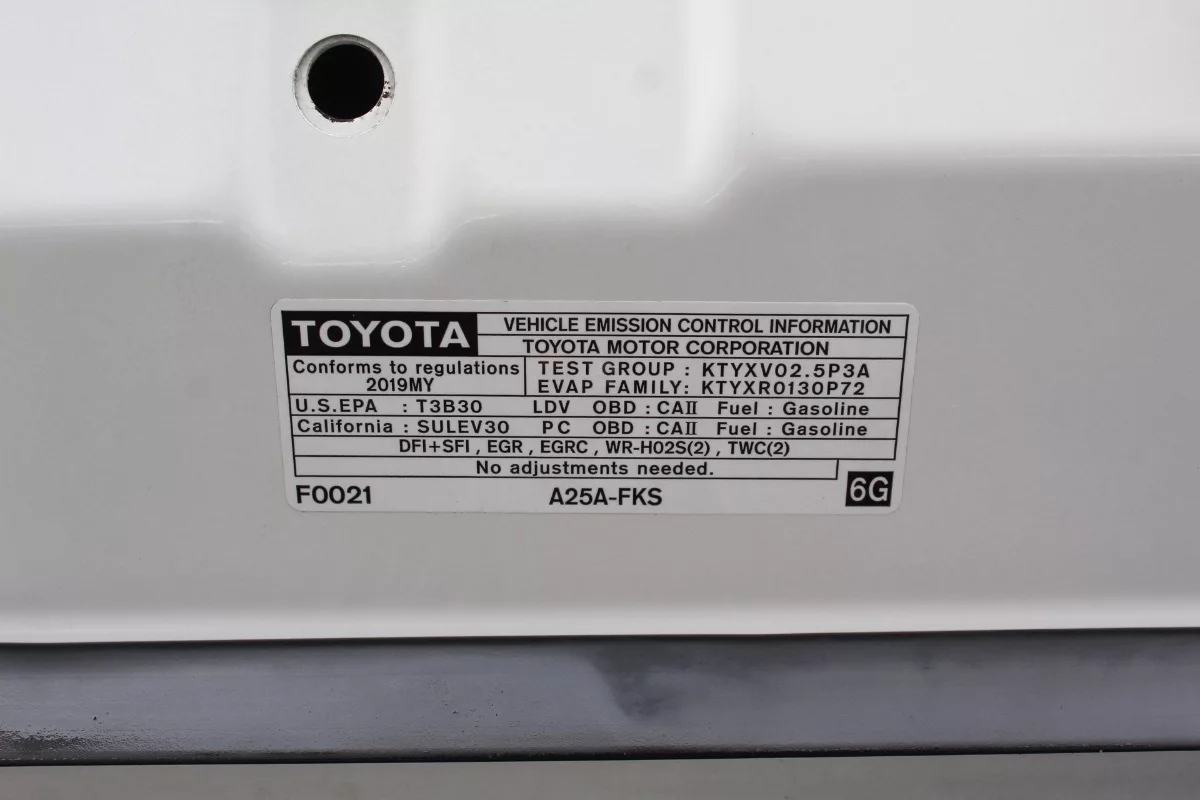 TOYOTA VEHICLE EMISSION CONTROL INFORMATION
TOYOTA MOTOR CORPORATION
Conforms to regulations TEST GROUP : KTYXV02.5P3A
2019MY EVAP FAMILY: KTYXR0130P72
U.S.EPA : T3B30 LDV OBD : CAII Fuel : Gasoline
California : SULEV30 PC OBD : CAII Fuel : Gasoline
DFI+SFI , EGR , EGRC , WR-HO2S(2) , TWC(2)
No adjustments needed.
F0021 A25A-FKS 6G